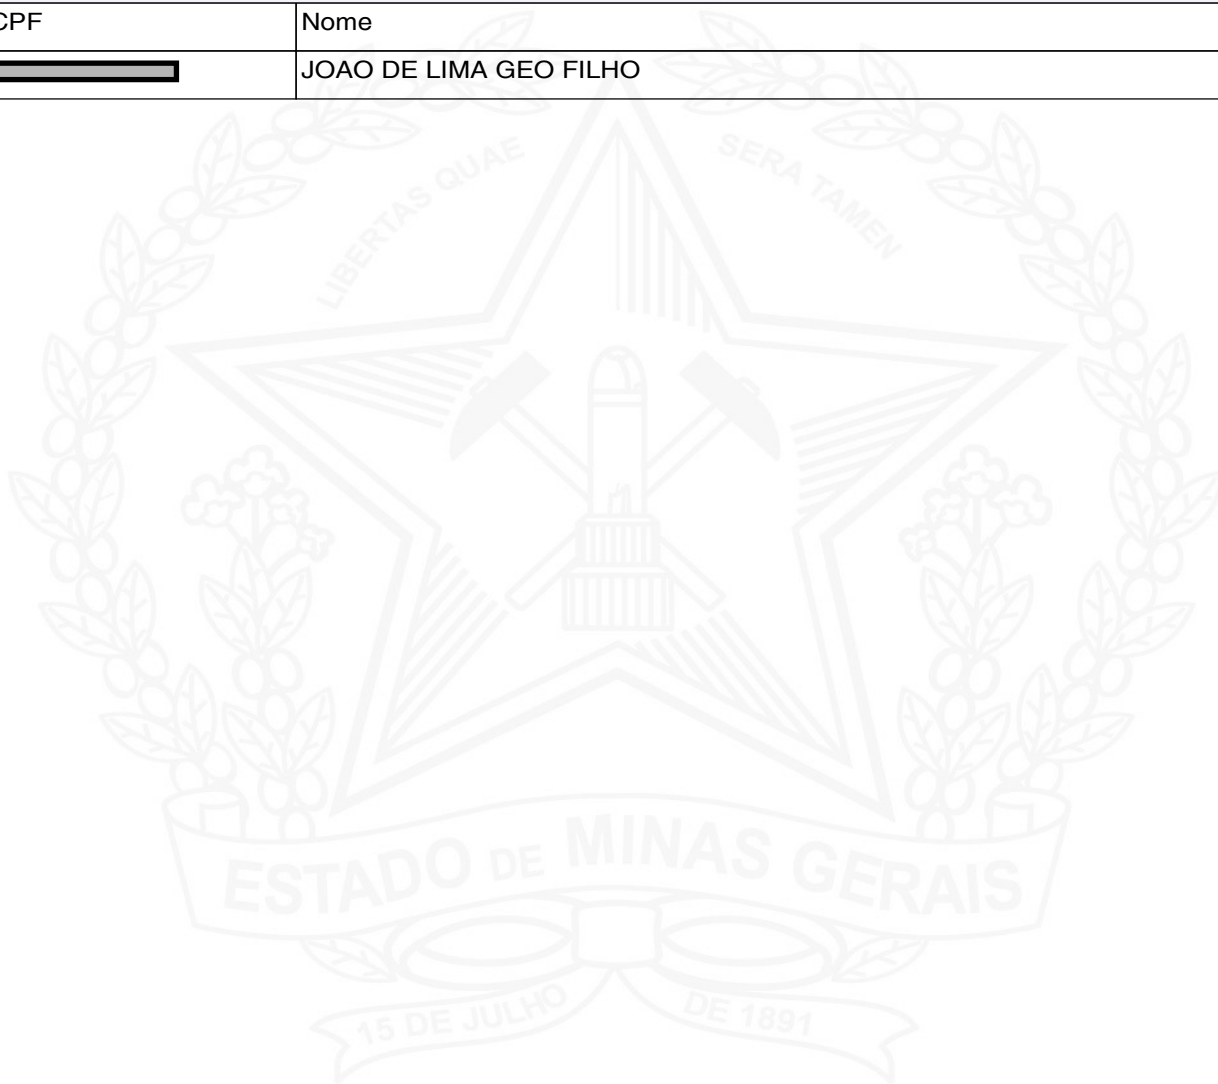 CPF Nome
JOAO DE LIMA GEO FILHO
LIBERTAS QUAE SERA TAMEN
ESTADO DE MINAS GERAIS
15 DE JULHO DE 1891